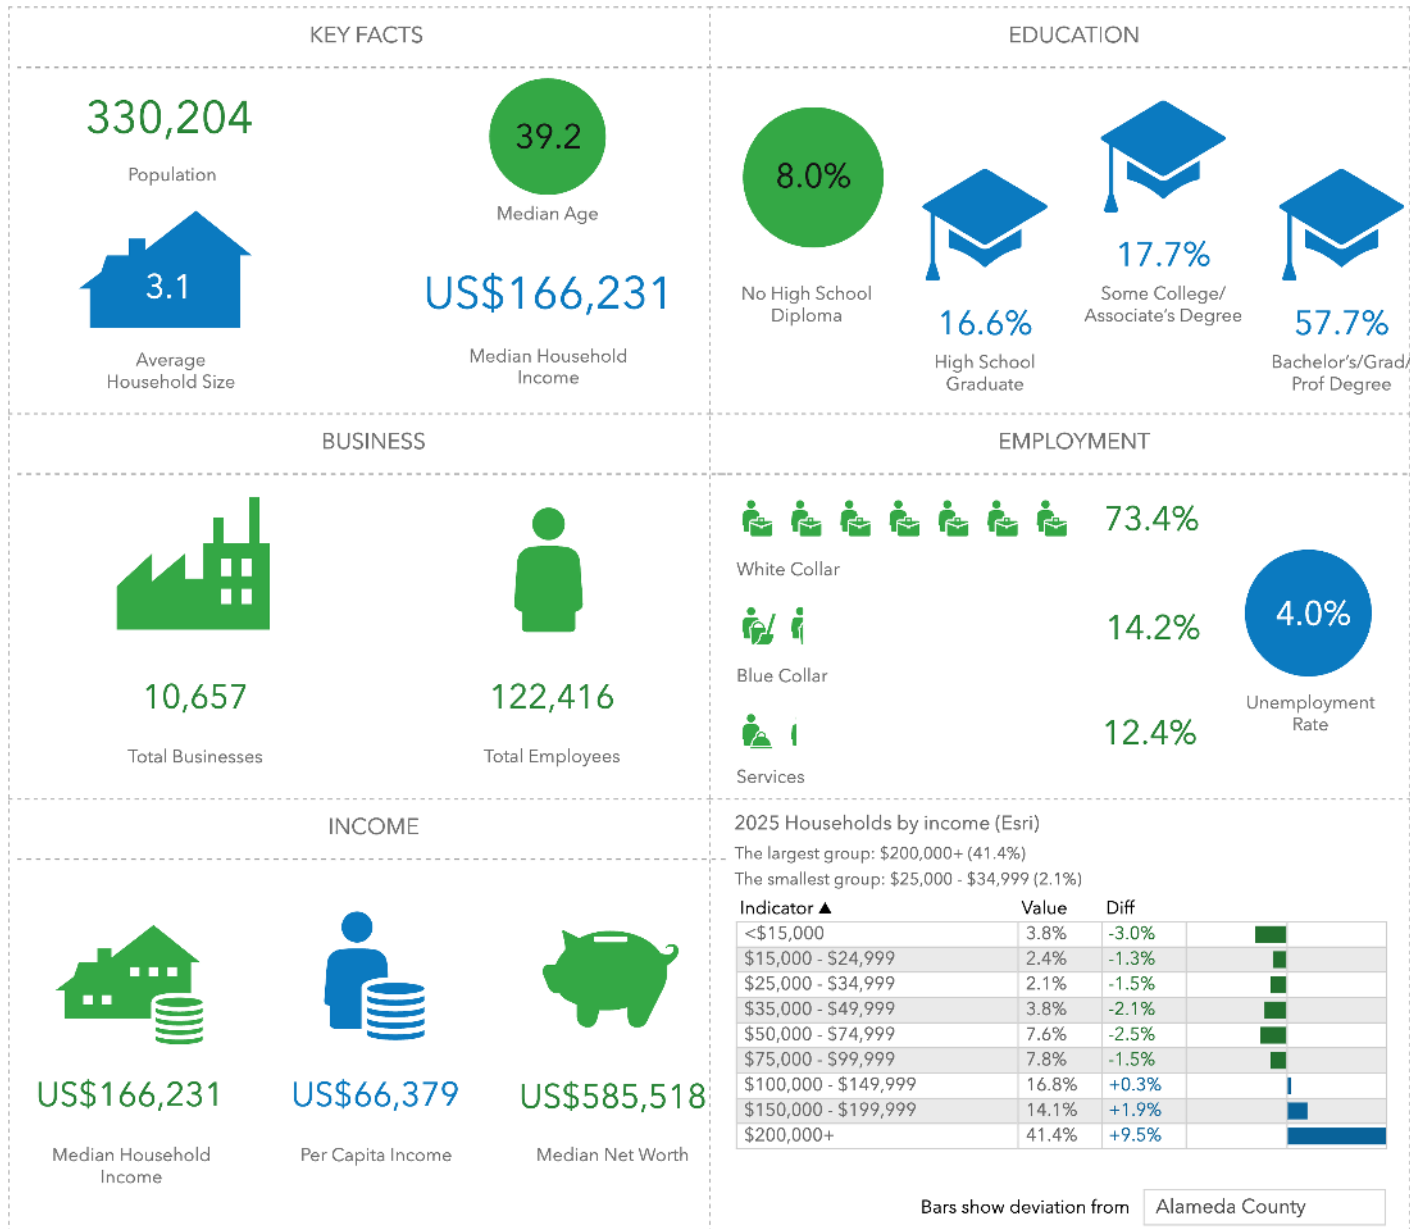 KEY FACTS
330,204
Population
39.2
Median Age
3.1
Average
Household Size
US$166,231
Median Household
Income
EDUCATION
8.0%
No High School
Diploma
16.6%
High School
Graduate
17.7%
Some College/
Associate's Degree
57.7%
Bachelor's/Grad/
Prof Degree
BUSINESS
10,657
Total Businesses
122,416
Total Employees
EMPLOYMENT
73.4%
White Collar
14.2%
Blue Collar
12.4%
Services
4.0%
Unemployment
Rate
INCOME
US$166,231
Median Household
Income
US$66,379
Per Capita Income
US$585,518
Median Net Worth
2025 Households by income (Esri)
The largest group: $200,000+ (41.4%)
The smallest group: $25,000 - $34,999 (2.1%)
Indicator ▲ Value Diff
<$15,000 3.8% -3.0%
$15,000 - $24,999 2.4% -1.3%
$25,000 - $34,999 2.1% -1.5%
$35,000 - $49,999 3.8% -2.1%
$50,000 - $74,999 7.6% -2.5%
$75,000 - $99,999 7.8% -1.5%
$100,000 - $149,999 16.8% +0.3%
$150,000 - $199,999 14.1% +1.9%
$200,000+ 41.4% +9.5%
Bars show deviation from Alameda County